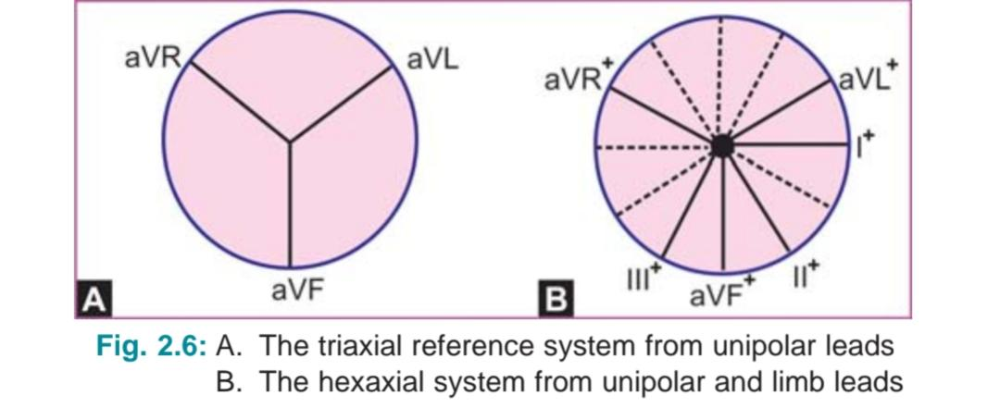 aVR
aVL
aVF
A
aVR+
aVL+
I+
III+
aVF+
II+
B
Fig. 2.6: A. The triaxial reference system from unipolar leads
B. The hexaxial system from unipolar and limb leads